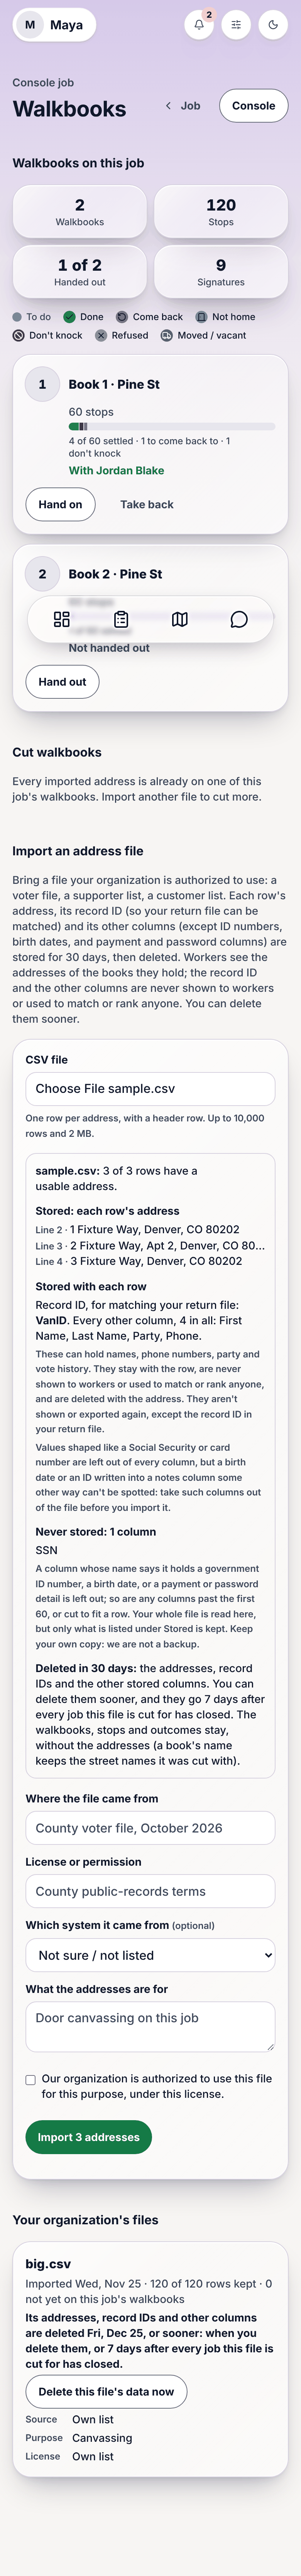 M Maya
2
Console job
Walkbooks
Job
Console
Walkbooks on this job
2
Walkbooks
120
Stops
1 of 2
Handed out
9
Signatures
To do Done Come back Not home
Don't knock Refused Moved / vacant
1
Book 1 · Pine St
60 stops
4 of 60 settled · 1 to come back to · 1
don't knock
With Jordan Blake
Hand on
Take back
2
Book 2 · Pine St
Not handed out
Hand out
Cut walkbooks
Every imported address is already on one of this
job's walkbooks. Import another file to cut more.
Import an address file
Bring a file your organization is authorized to use: a
voter file, a supporter list, a customer list. Each row's
address, its record ID (so your return file can be
matched) and its other columns (except ID numbers,
birth dates, and payment and password columns) are
stored for 30 days, then deleted. Workers see the
addresses of the books they hold; the record ID
and the other columns are never shown to workers
or used to match or rank anyone. You can delete
them sooner.
CSV file
Choose File sample.csv
One row per address, with a header row. Up to 10,000
rows and 2 MB.
sample.csv: 3 of 3 rows have a
usable address.
Stored: each row's address
Line 2 · 1 Fixture Way, Denver, CO 80202
Line 3 · 2 Fixture Way, Apt 2, Denver, CO 80...
Line 4 · 3 Fixture Way, Denver, CO 80202
Stored with each row
Record ID, for matching your return file:
VanID. Every other column, 4 in all: First
Name, Last Name, Party, Phone.
These can hold names, phone numbers, party and
vote history. They stay with the row, are never
shown to workers or used to match or rank anyone,
and are deleted with the address. They aren't
shown or exported again, except the record ID in
your return file.
Values shaped like a Social Security or card
number are left out of every column, but a birth
date or an ID written into a notes column some
other way can't be spotted: take such columns out
of the file before you import it.
Never stored: 1 column
SSN
A column whose name says it holds a government
ID number, a birth date, or a payment or password
detail is left out; so are any columns past the first
60, or cut to fit a row. Your whole file is read here,
but only what is listed under Stored is kept. Keep
your own copy: we are not a backup.
Deleted in 30 days: the addresses, record
IDs and the other stored columns. You can
delete them sooner, and they go 7 days after
every job this file is cut for has closed. The
walkbooks, stops and outcomes stay,
without the addresses (a book's name
keeps the street names it was cut with).
Where the file came from
County voter file, October 2026
License or permission
County public-records terms
Which system it came from (optional)
Not sure / not listed
What the addresses are for
Door canvassing on this job
Our organization is authorized to use this file
for this purpose, under this license.
Import 3 addresses
Your organization's files
big.csv
Imported Wed, Nov 25 · 120 of 120 rows kept · 0
not yet on this job's walkbooks
Its addresses, record IDs and other columns
are deleted Fri, Dec 25, or sooner: when you
delete them, or 7 days after every job this file is
cut for has closed.
Delete this file's data now
Source Own list
Purpose Canvassing
License Own list